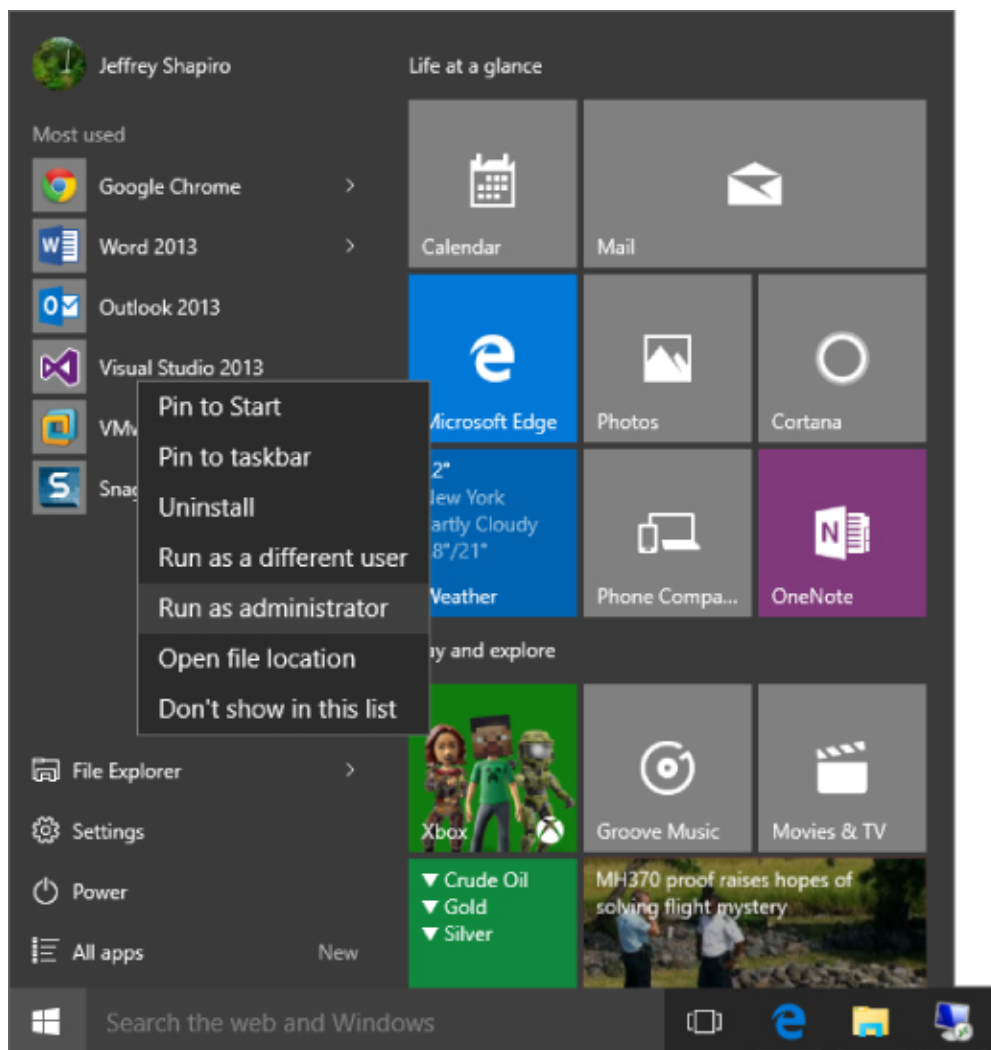 Jeffrey Shapiro
Most used
Google Chrome
Word 2013
Outlook 2013
Visual Studio 2013
Pin to Start
Pin to taskbar
Uninstall
Run as a different user
Run as administrator
Open file location
Don't show in this list
File Explorer
Settings
Power
All apps New
Search the web and Windows
Life at a glance
Calendar
Mail
Microsoft Edge
Photos
Cortana
New York
Partly Cloudy
Weather
Phone Compa...
OneNote
and explore
Xbox
Groove Music
Movies & TV
▼ Crude Oil
▼ Gold
▼ Silver
MH370 proof raises hopes of
solving flight mystery